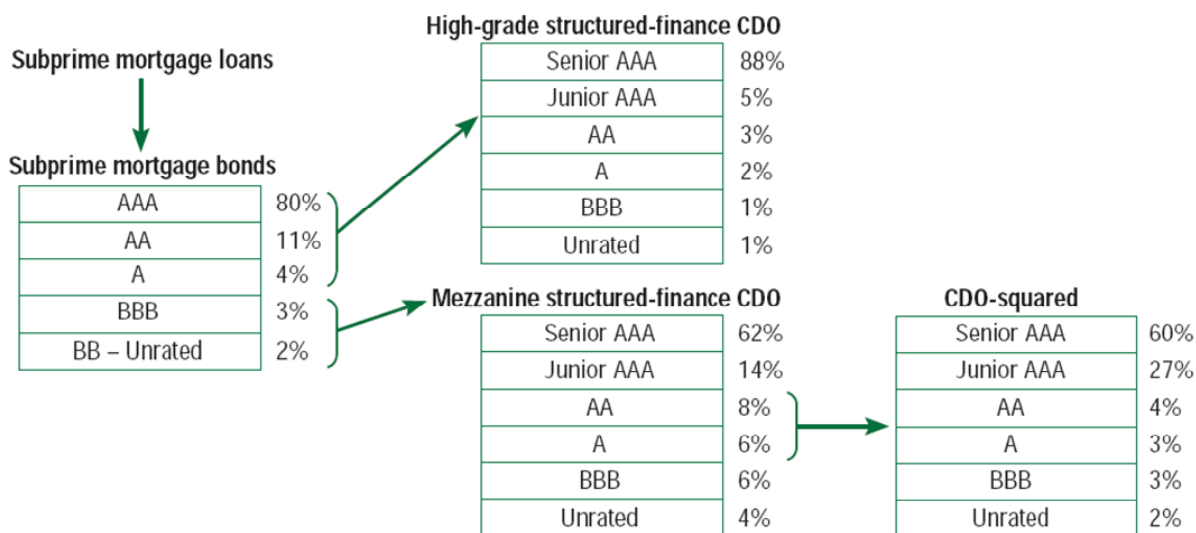 Subprime mortgage loans
Subprime mortgage bonds
AAA 80%
AA 11%
A 4%
BBB 3%
BB – Unrated 2%
High-grade structured-finance CDO
Senior AAA 88%
Junior AAA 5%
AA 3%
A 2%
BBB 1%
Unrated 1%
Mezzanine structured-finance CDO
Senior AAA 62%
Junior AAA 14%
AA 8%
A 6%
BBB 6%
Unrated 4%
CDO-squared
Senior AAA 60%
Junior AAA 27%
AA 4%
A 3%
BBB 3%
Unrated 2%